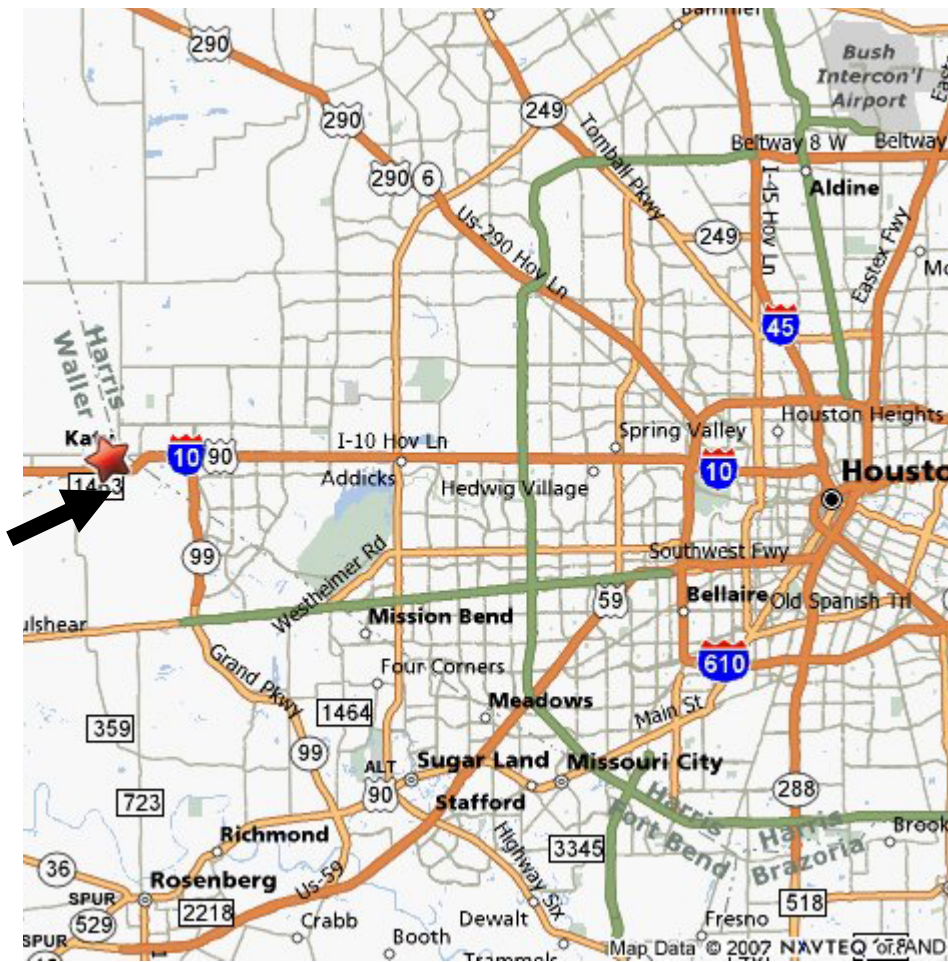 Bammel
290
Bush
Intercon'l
Airport
290
249
Tomball Pkwy
Beltway 8 W
Beltway
290
6
Aldine
I-45 Hov Ln
Us-290 Hov Ln
249
Eastex Fwy
45
Harris
Waller
Houston Heights
Spring Valley
I-10 Hov Ln
10
90
10
Addicks
Hedwig Village
1463
99
Westheimer Rd
Southwest Fwy
59
Bellaire
Old Spanish Trl
Mission Bend
ulshear
Four Corners
610
Grand Pkwy
Meadows
1464
Main St
359
99
ALT
90
Sugar Land
Missouri City
288
723
Stafford
Harris
Fort Bend
Harris
Brazoria
Brook
Richmond
Highway Six
3345
36
Us-59
Rosenberg
SPUR
529
2218
518
Crabb
Dewalt
Fresno
SPUR
Booth
Map Data © 2007 NAVTEQ